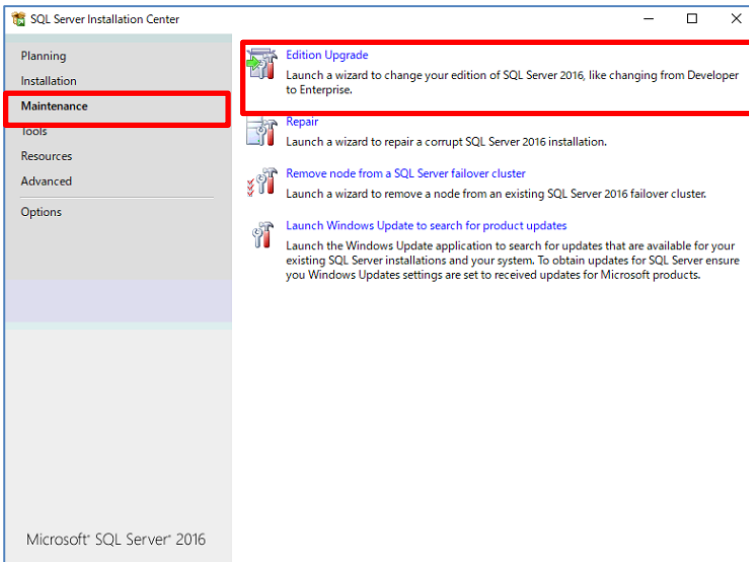 SQL Server Installation Center
Planning
Installation
Maintenance
Tools
Resources
Advanced
Options
Edition Upgrade
Launch a wizard to change your edition of SQL Server 2016, like changing from Developer
to Enterprise.
Repair
Launch a wizard to repair a corrupt SQL Server 2016 installation.
Remove node from a SQL Server failover cluster
Launch a wizard to remove a node from an existing SQL Server 2016 failover cluster.
Launch Windows Update to search for product updates
Launch the Windows Update application to search for updates that are available for your
existing SQL Server installations and your system. To obtain updates for SQL Server ensure
you Windows Updates settings are set to received updates for Microsoft products.
Microsoft® SQL Server® 2016